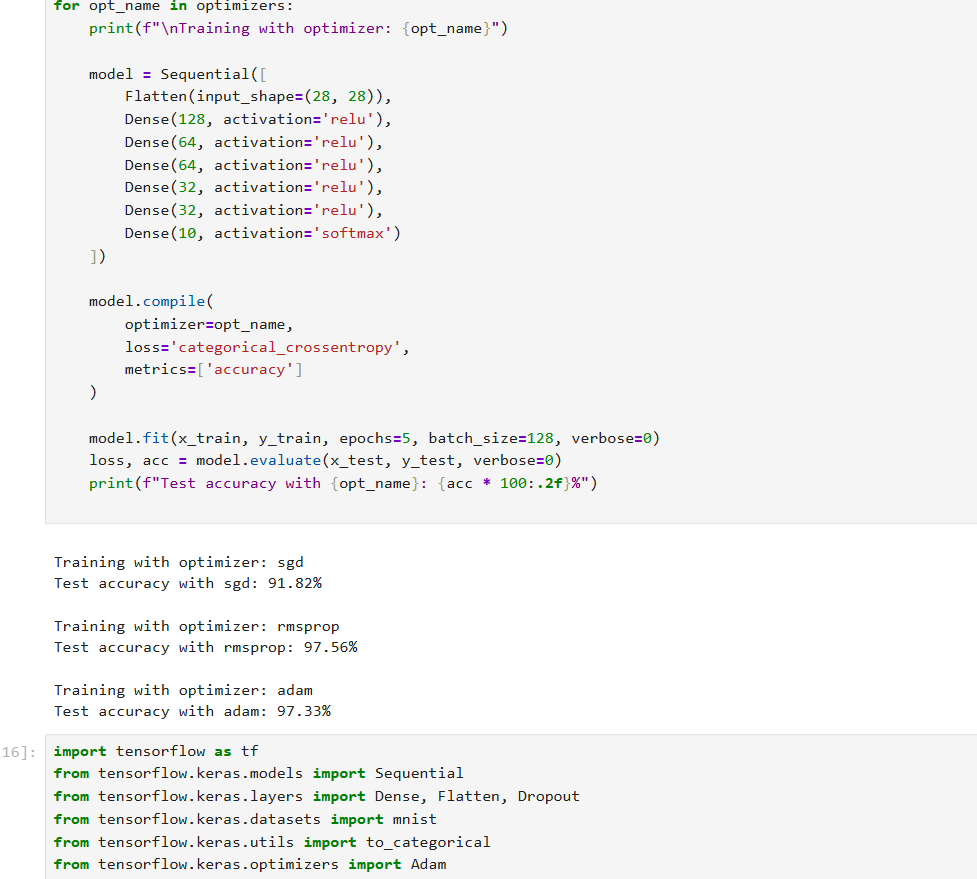 for opt_name in optimizers:
    print(f"\nTraining with optimizer: {opt_name}")

    model = Sequential([
        Flatten(input_shape=(28, 28)),
        Dense(128, activation='relu'),
        Dense(64, activation='relu'),
        Dense(64, activation='relu'),
        Dense(32, activation='relu'),
        Dense(32, activation='relu'),
        Dense(10, activation='softmax')
    ])

    model.compile(
        optimizer=opt_name,
        loss='categorical_crossentropy',
        metrics=['accuracy']
    )

    model.fit(x_train, y_train, epochs=5, batch_size=128, verbose=0)
    loss, acc = model.evaluate(x_test, y_test, verbose=0)
    print(f"Test accuracy with {opt_name}: {acc * 100:.2f}%")

Training with optimizer: sgd
Test accuracy with sgd: 91.82%

Training with optimizer: rmsprop
Test accuracy with rmsprop: 97.56%

Training with optimizer: adam
Test accuracy with adam: 97.33%
16]: import tensorflow as tf
from tensorflow.keras.models import Sequential
from tensorflow.keras.layers import Dense, Flatten, Dropout
from tensorflow.keras.datasets import mnist
from tensorflow.keras.utils import to_categorical
from tensorflow.keras.optimizers import Adam